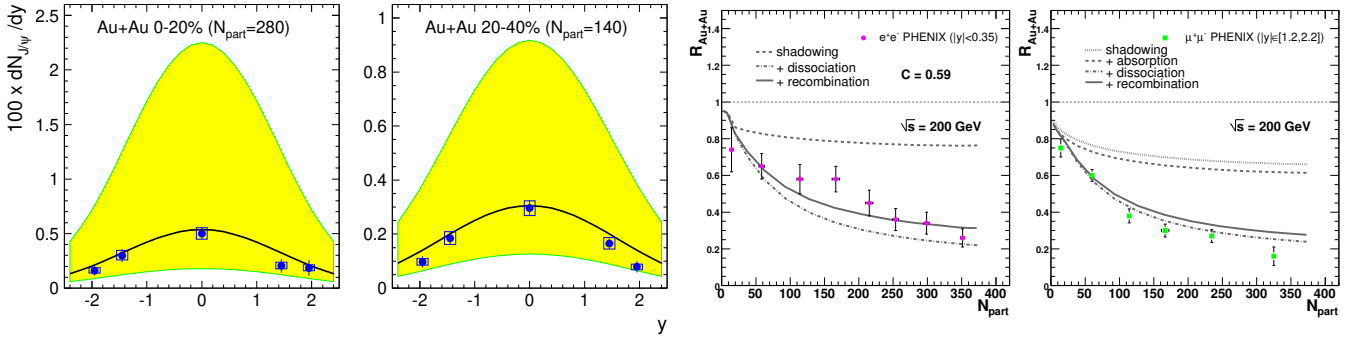 100 x dN_J/ψ /dy
Au+Au 0-20% (N_part=280)
2.5
2
1.5
1
0.5
0
-2 -1 0 1 2
Au+Au 20-40% (N_part=140)
1
0.8
0.6
0.4
0.2
0
-2 -1 0 1 2
y
R_Au+Au
1.4
1.2
1
0.8
0.6
0.4
0.2
0
e+e- PHENIX (|y|<0.35)
shadowing
+ dissociation
+ recombination
C = 0.59
√s = 200 GeV
0 50 100 150 200 250 300 350 400
N_part
R_Au+Au
1.4
1.2
1
0.8
0.6
0.4
0.2
0
μ+μ- PHENIX (|y|∈[1.2,2.2])
shadowing
+ absorption
+ dissociation
+ recombination
√s = 200 GeV
0 50 100 150 200 250 300 350 400
N_part